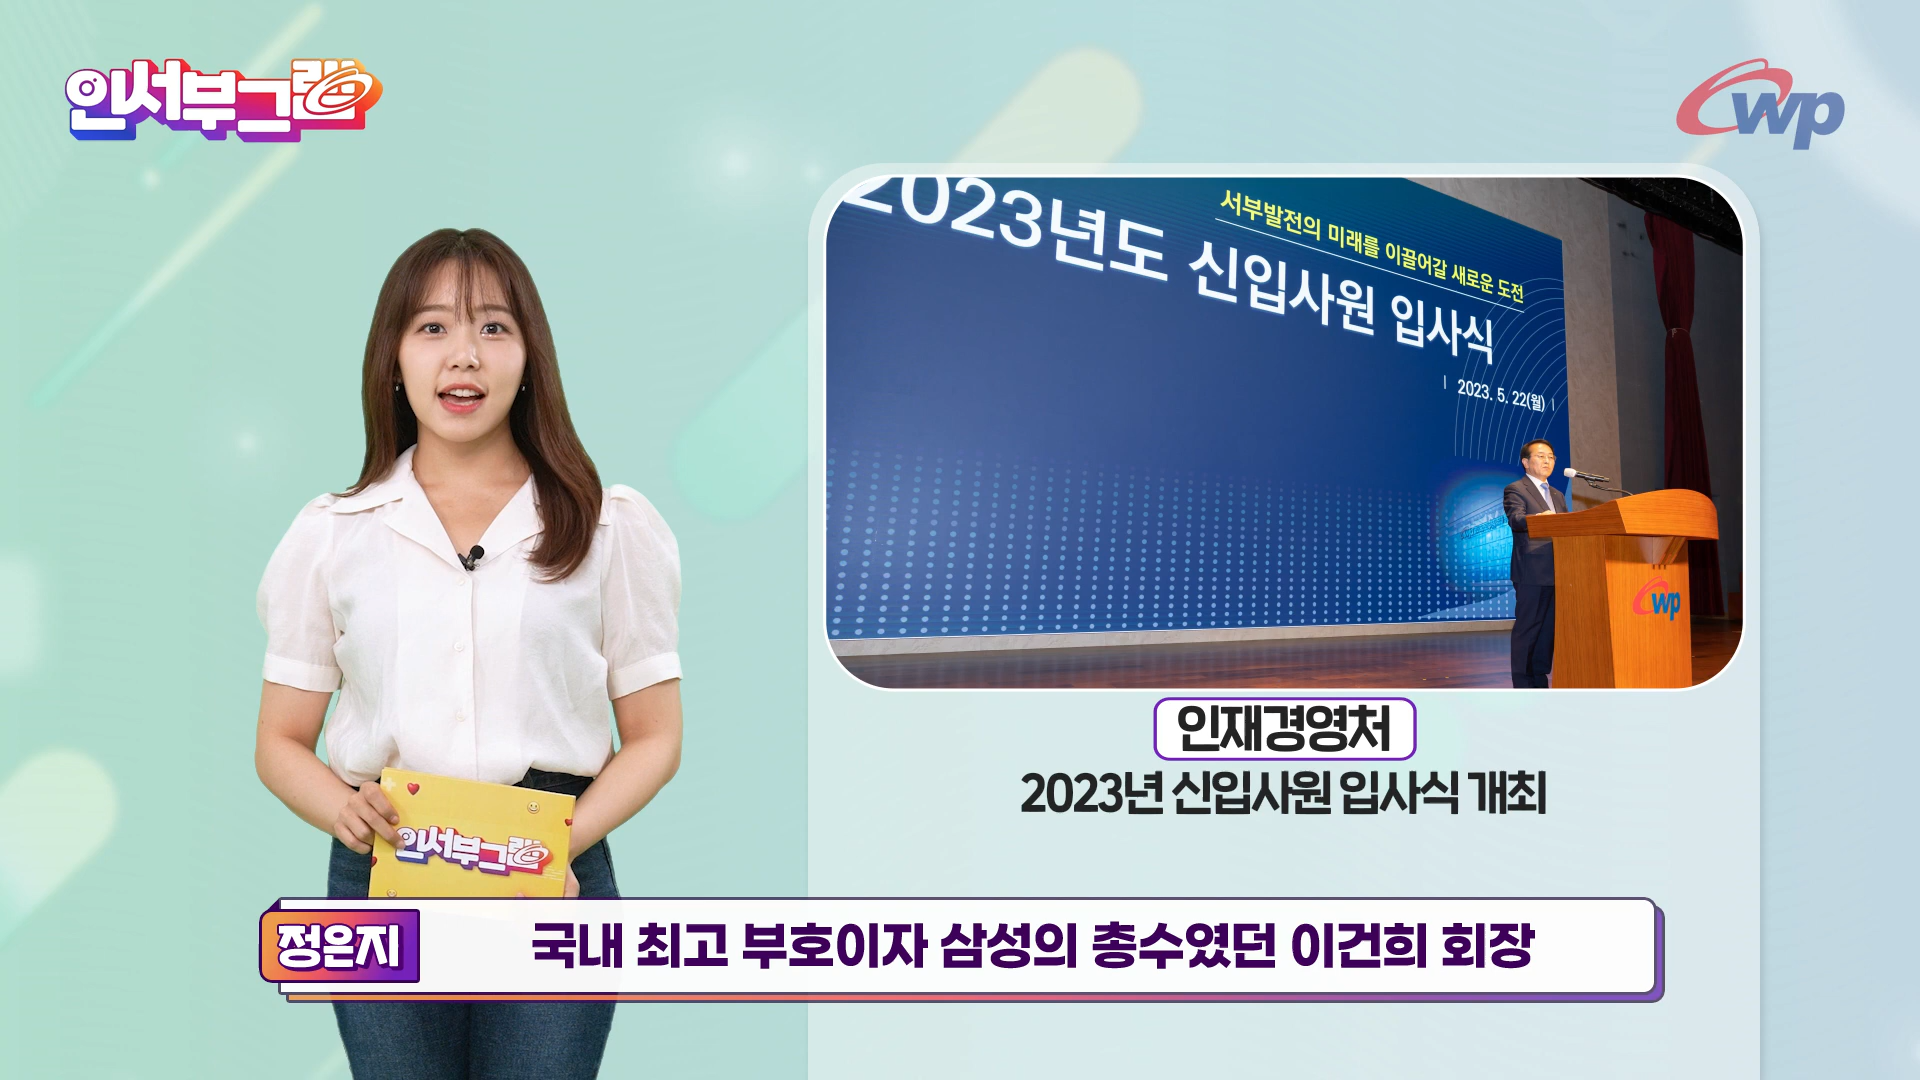 인서부그램
wp
서부발전의 미래를 이끌어갈 새로운 도전
2023년도 신입사원 입사식
2023. 5. 22(월)
wp
인재경영처
2023년 신입사원 입사식 개최
인서부그램
정은지
국내 최고 부호이자 삼성의 총수였던 이건희 회장